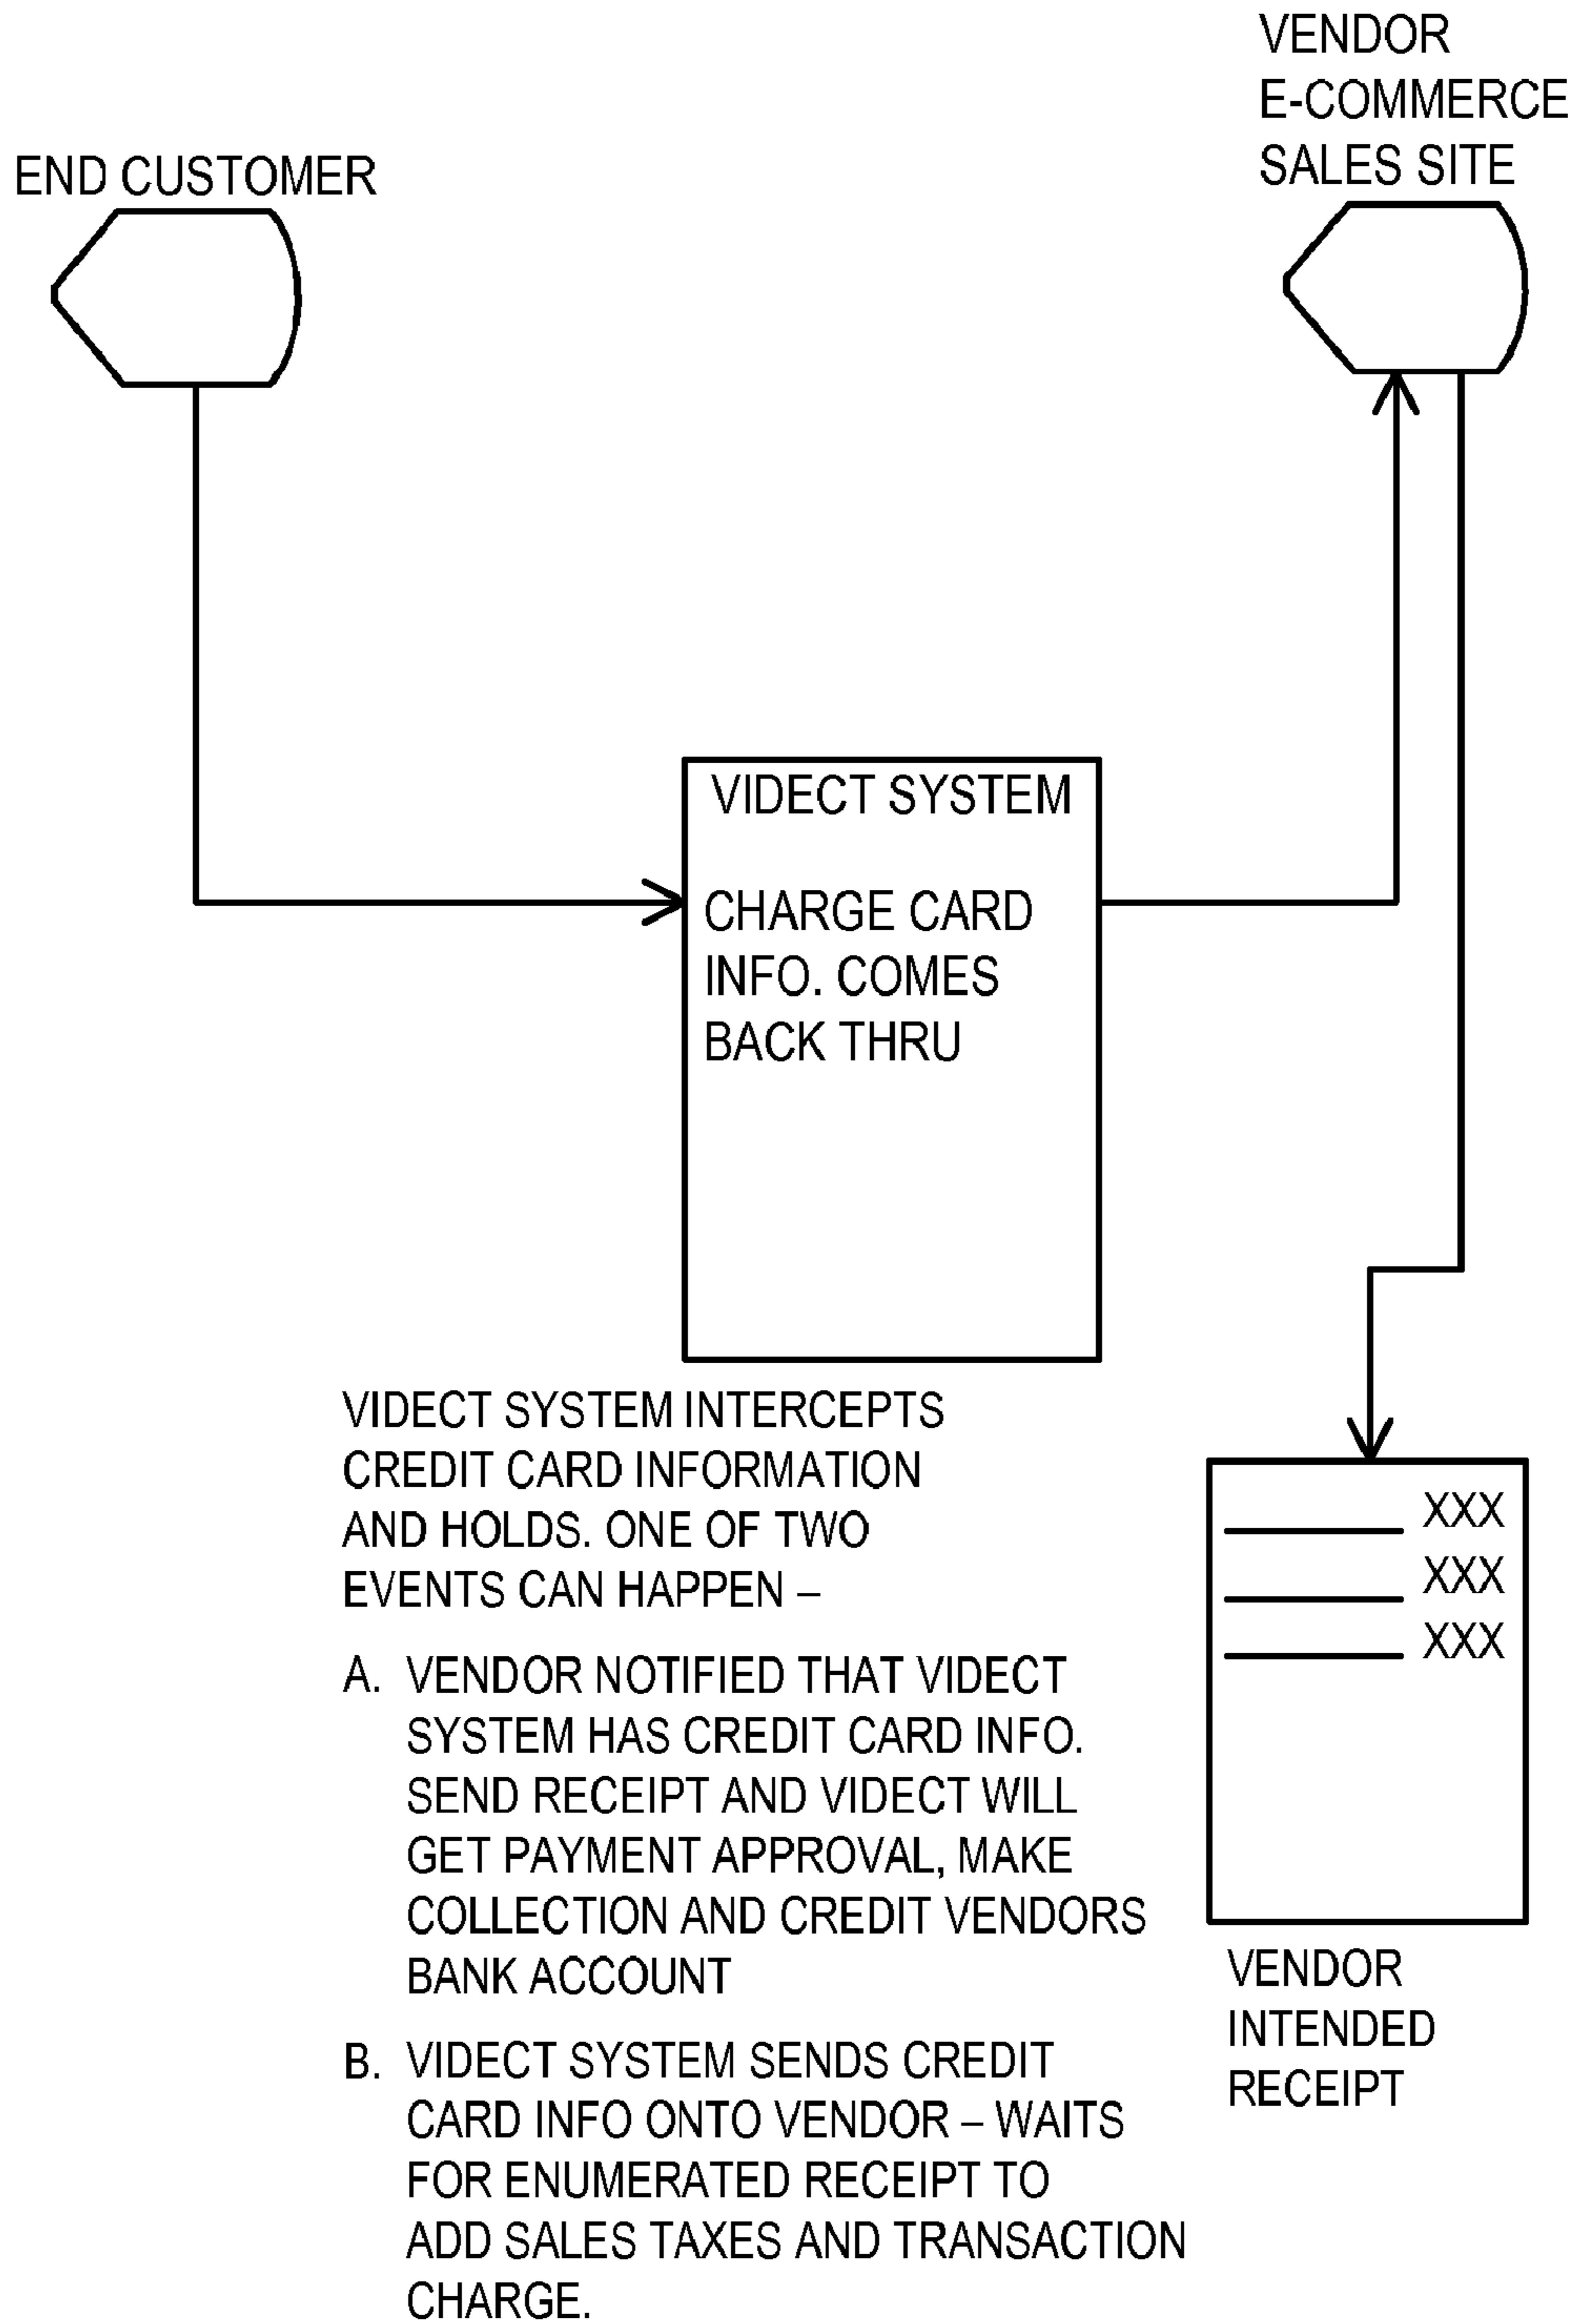 VENDOR
E-COMMERCE
SALES SITE
END CUSTOMER
VIDECT SYSTEM
CHARGE CARD
INFO. COMES
BACK THRU
VIDECT SYSTEM INTERCEPTS
CREDIT CARD INFORMATION
AND HOLDS. ONE OF TWO
EVENTS CAN HAPPEN –
A. VENDOR NOTIFIED THAT VIDECT
SYSTEM HAS CREDIT CARD INFO.
SEND RECEIPT AND VIDECT WILL
GET PAYMENT APPROVAL, MAKE
COLLECTION AND CREDIT VENDORS
BANK ACCOUNT
B. VIDECT SYSTEM SENDS CREDIT
CARD INFO ONTO VENDOR – WAITS
FOR ENUMERATED RECEIPT TO
ADD SALES TAXES AND TRANSACTION
CHARGE.
XXX
XXX
XXX
VENDOR
INTENDED
RECEIPT